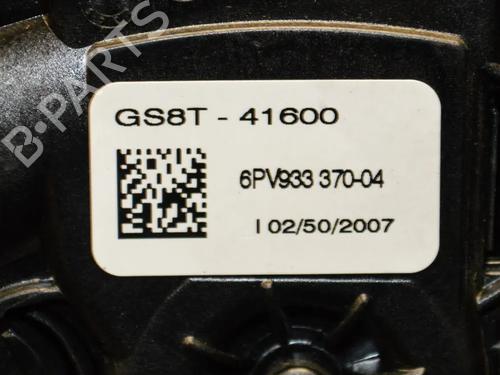 B-PARTS
GS8T - 41600
6PV933 370-04
I 02/50/2007